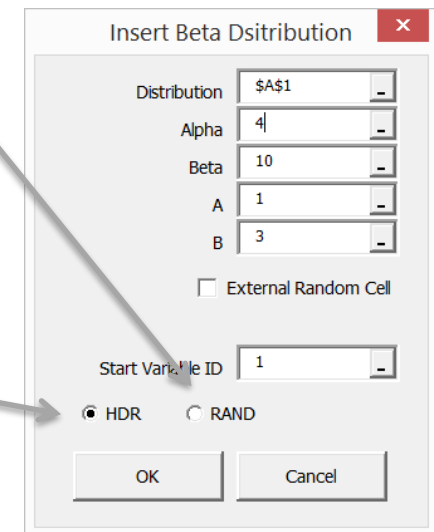 Insert Beta Dsitribution x
Distribution $A$1
Alpha 4
Beta 10
A 1
B 3
External Random Cell
Start Variable ID 1
HDR RAND
OK Cancel